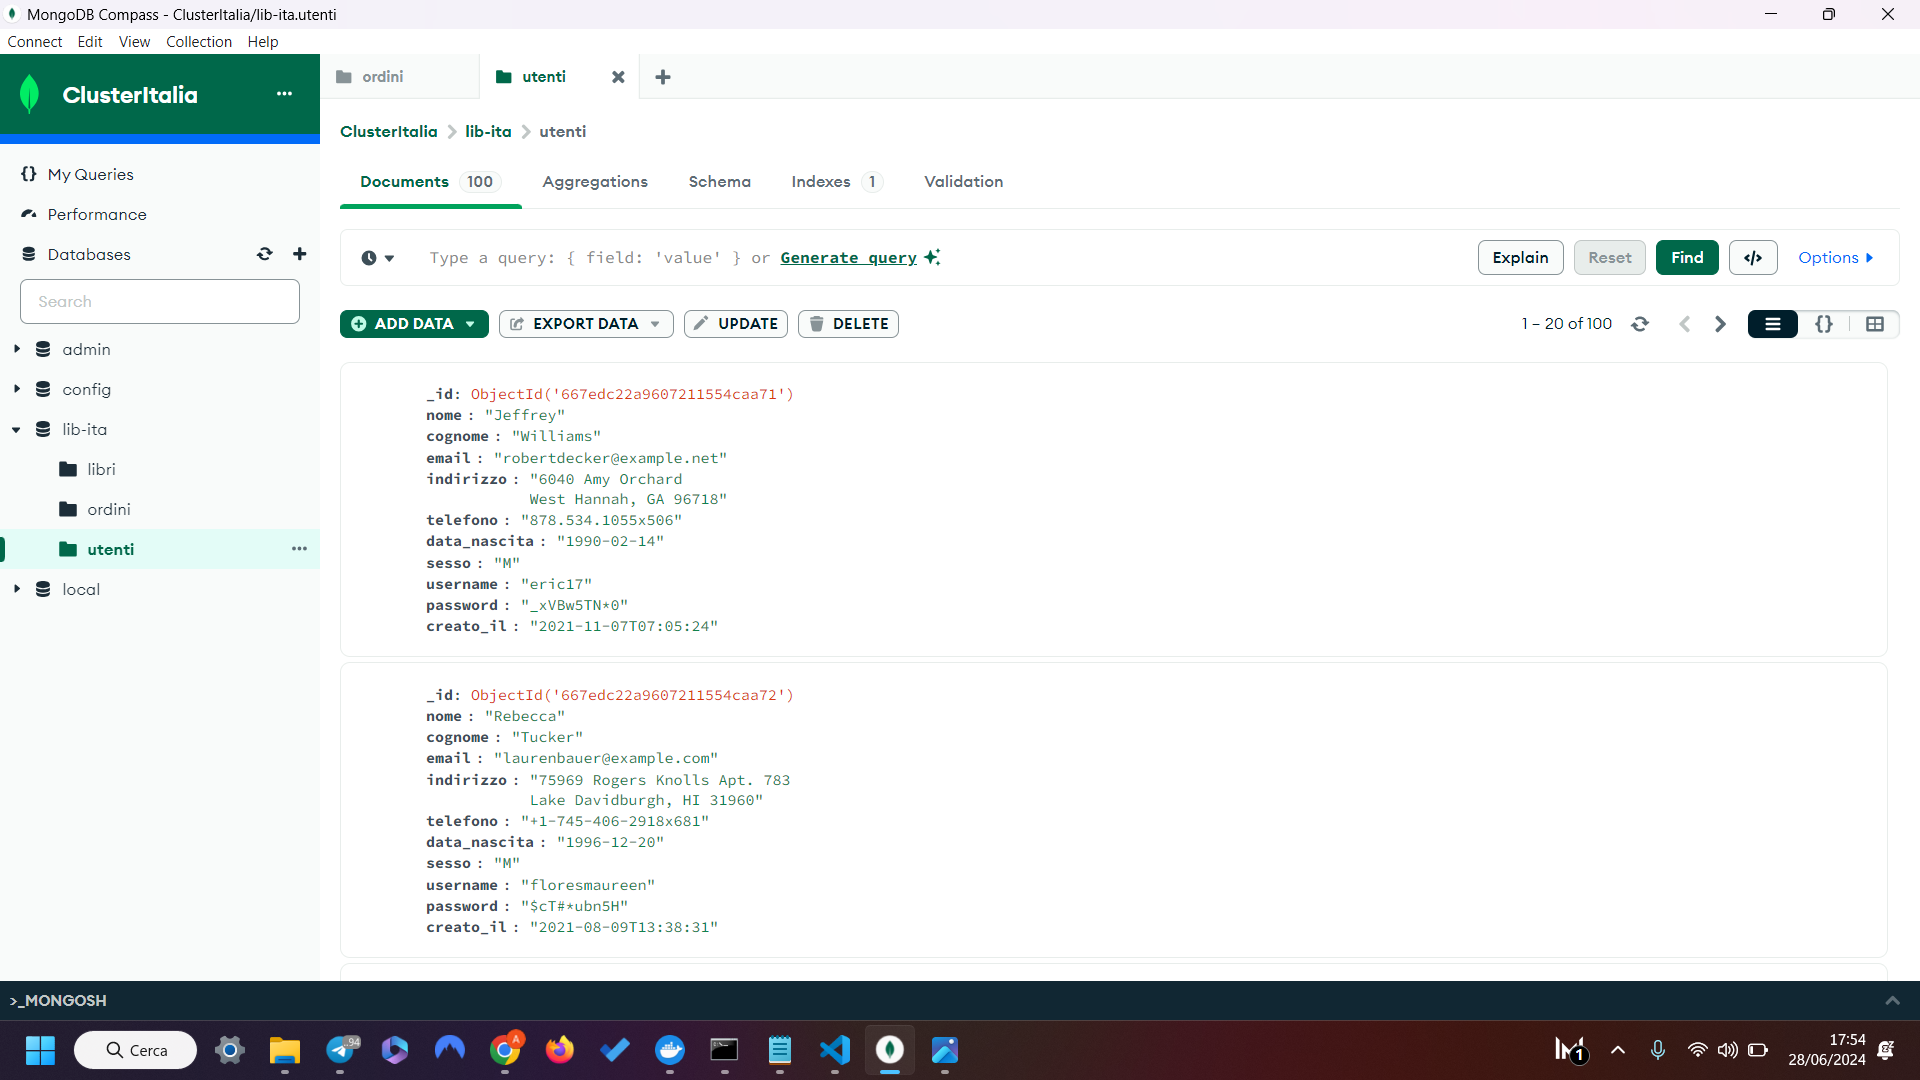 MongoDB Compass - ClusterItalia/lib-ita.utenti
Connect Edit View Collection Help
ClusterItalia
ordini utenti
ClusterItalia lib-ita utenti
My Queries
Performance
Databases
Search
admin
config
lib-ita
libri
ordini
utenti
local
Documents 100 Aggregations Schema Indexes 1 Validation
Type a query: { field: 'value' } or Generate query
Explain Reset Find </> Options
ADD DATA EXPORT DATA UPDATE DELETE
1 – 20 of 100 {}
_id: ObjectId('667edc22a9607211554caa71')
nome : "Jeffrey"
cognome : "Williams"
email : "robertdecker@example.net"
indirizzo : "6040 Amy Orchard
West Hannah, GA 96718"
telefono : "878.534.1055x506"
data_nascita : "1990-02-14"
sesso : "M"
username : "eric17"
password : "_xVBw5TN*0"
creato_il : "2021-11-07T07:05:24"
_id: ObjectId('667edc22a9607211554caa72')
nome : "Rebecca"
cognome : "Tucker"
email : "laurenbauer@example.com"
indirizzo : "75969 Rogers Knolls Apt. 783
Lake Davidburgh, HI 31960"
telefono : "+1-745-406-2918x681"
data_nascita : "1996-12-20"
sesso : "M"
username : "floresmaureen"
password : "$cT#*ubn5H"
creato_il : "2021-08-09T13:38:31"
>_MONGOSH
Cerca
94
A
1
17:54
28/06/2024